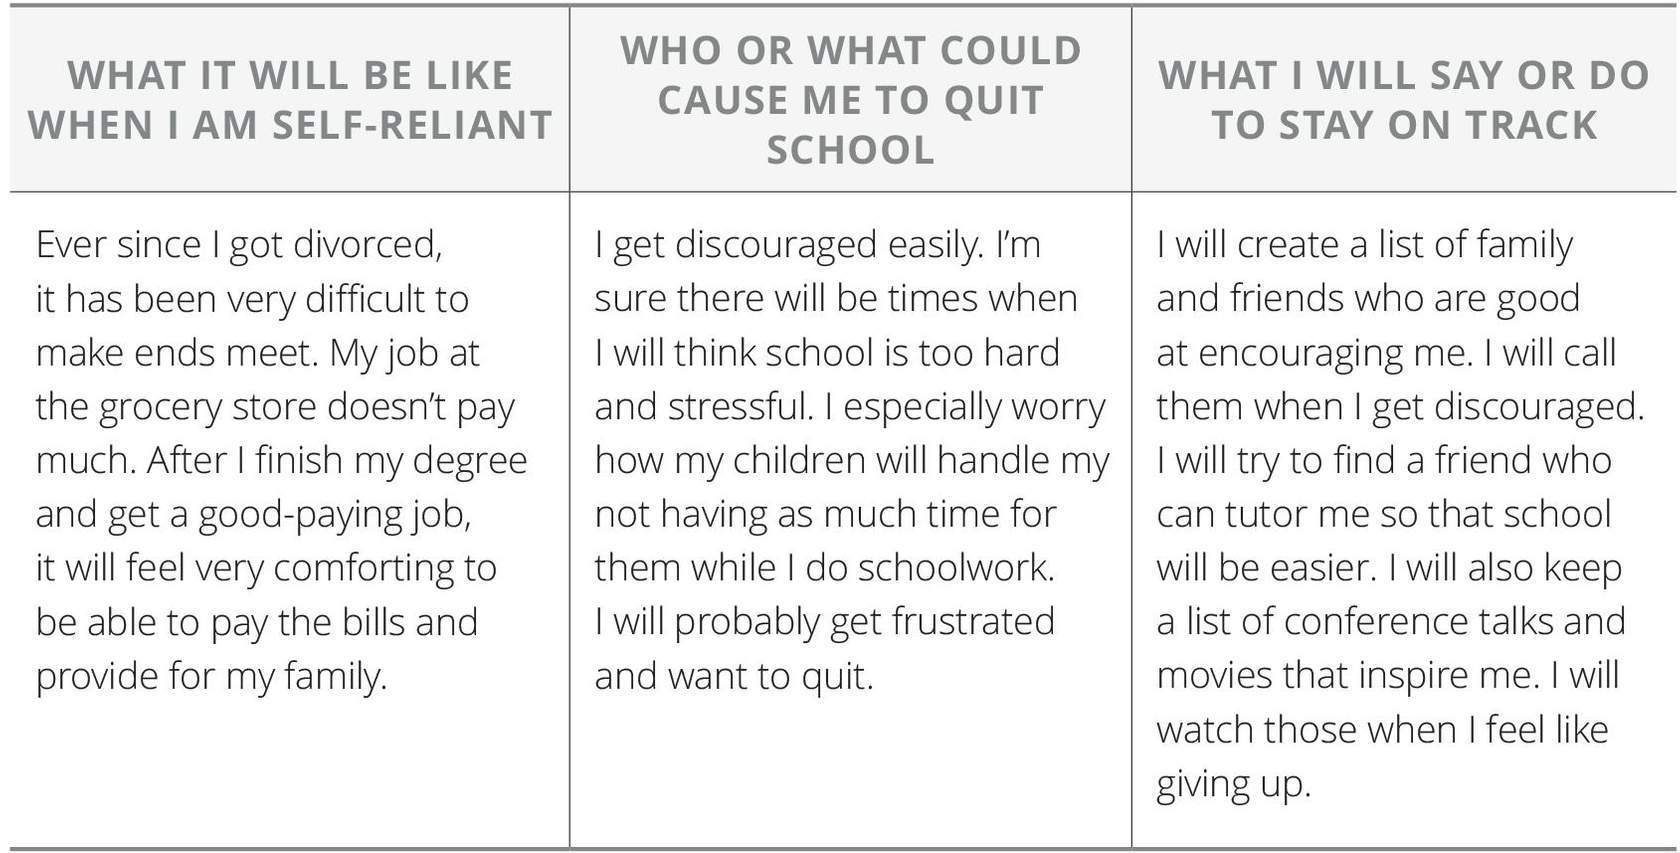 WHAT IT WILL BE LIKE
WHEN I AM SELF-RELIANT
WHO OR WHAT COULD
CAUSE ME TO QUIT
SCHOOL
WHAT I WILL SAY OR DO
TO STAY ON TRACK
Ever since I got divorced,
it has been very difficult to
make ends meet. My job at
the grocery store doesn’t pay
much. After I finish my degree
and get a good-paying job,
it will feel very comforting to
be able to pay the bills and
provide for my family.
I get discouraged easily. I’m
sure there will be times when
I will think school is too hard
and stressful. I especially worry
how my children will handle my
not having as much time for
them while I do schoolwork.
I will probably get frustrated
and want to quit.
I will create a list of family
and friends who are good
at encouraging me. I will call
them when I get discouraged.
I will try to find a friend who
can tutor me so that school
will be easier. I will also keep
a list of conference talks and
movies that inspire me. I will
watch those when I feel like
giving up.